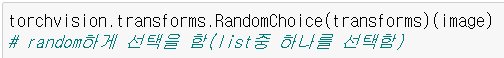 torchvision.transforms.RandomChoice(transforms)(image)
# random하게 선택을 함(list중 하나를 선택함)